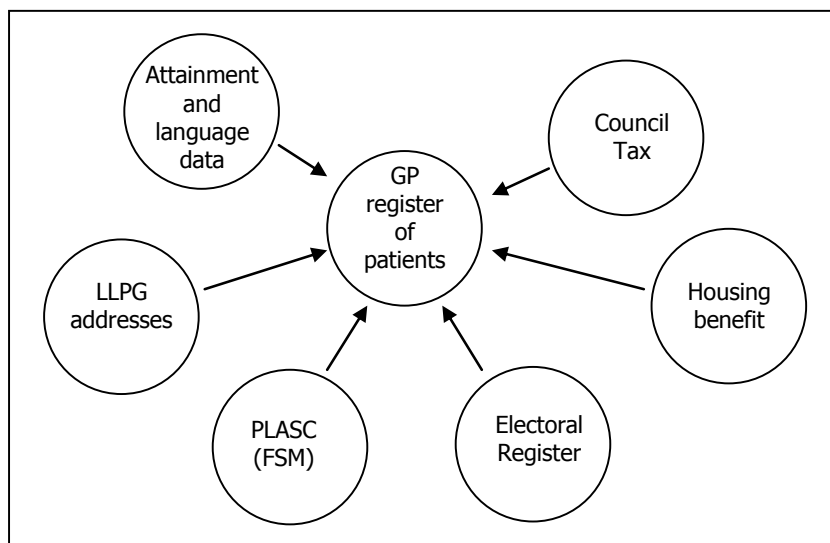 Attainment
and
language
data
Council
Tax
GP
register
of
patients
LLPG
addresses
Housing
benefit
PLASC
(FSM)
Electoral
Register